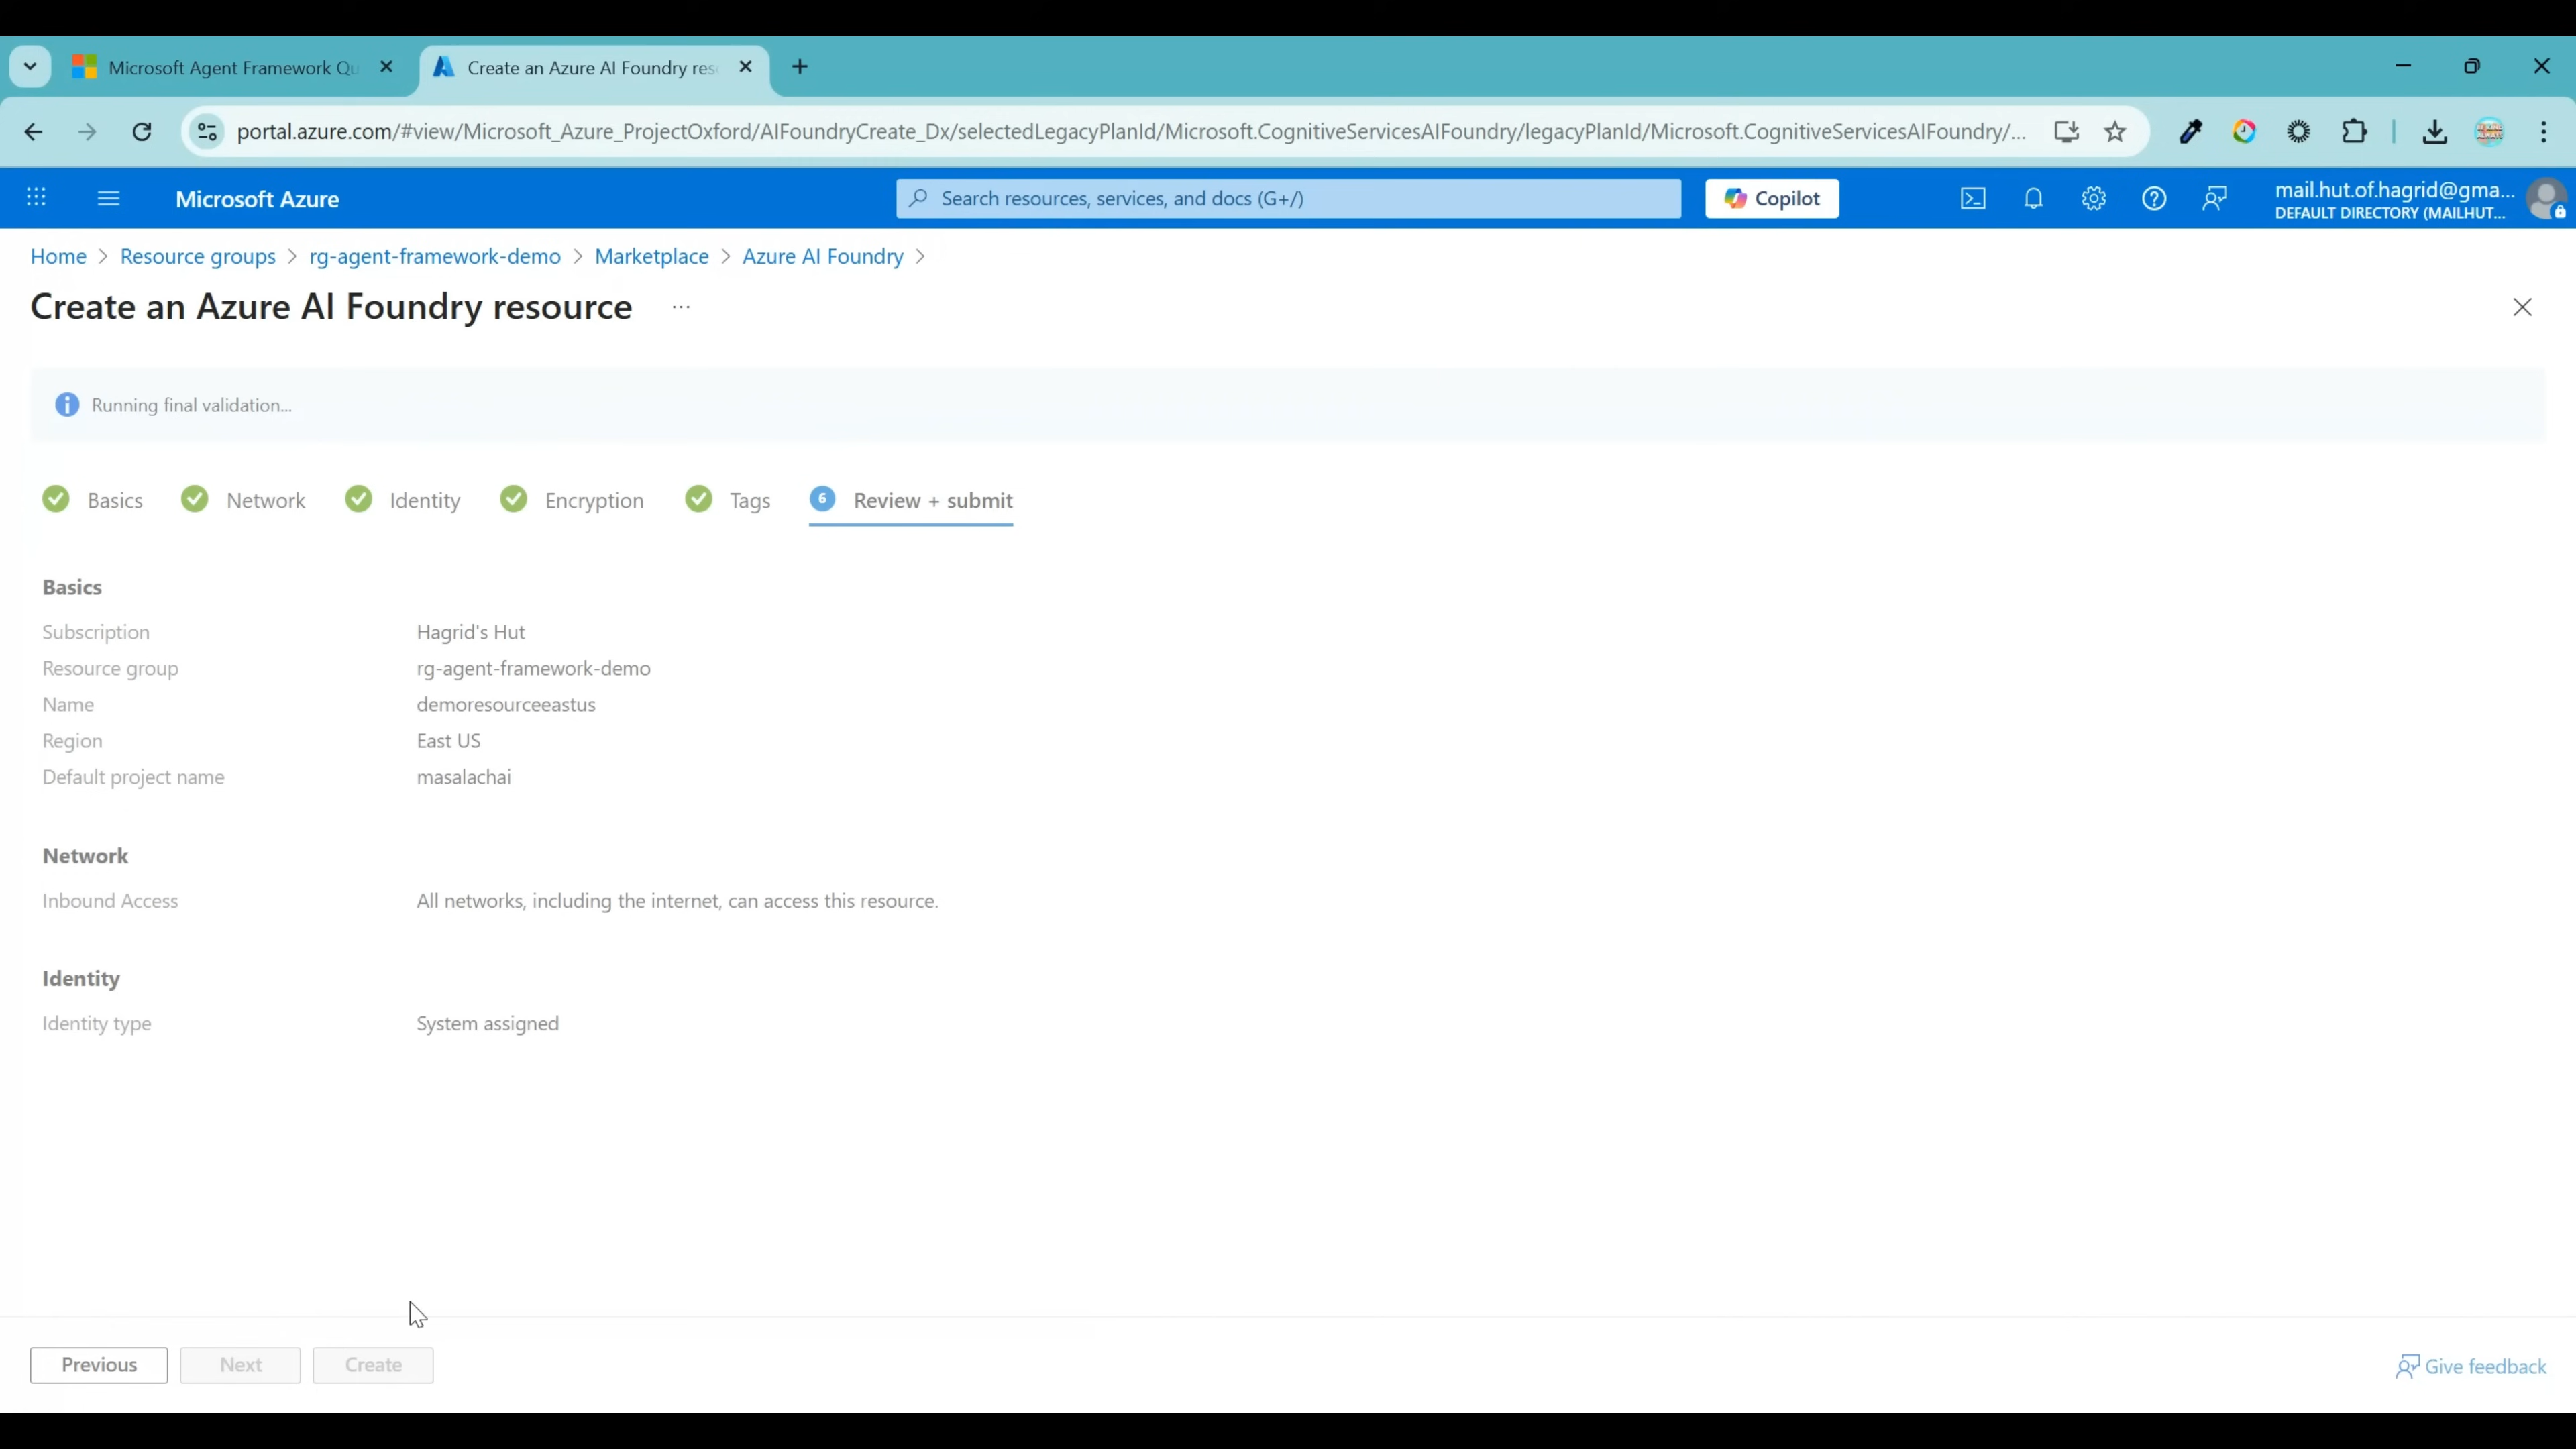 Microsoft Agent Framework Qu
Create an Azure AI Foundry res
portal.azure.com/#view/Microsoft_Azure_ProjectOxford/AIFoundryCreate_Dx/selectedLegacyPlanId/Microsoft.CognitiveServicesAIFoundry/legacyPlanId/Microsoft.CognitiveServicesAIFoundry/...
Microsoft Azure
Search resources, services, and docs (G+/)
Copilot
mail.hut.of.hagrid@gma...
DEFAULT DIRECTORY (MAILHUT...
Home > Resource groups > rg-agent-framework-demo > Marketplace > Azure AI Foundry >
Create an Azure AI Foundry resource ...
Running final validation...
Basics Network Identity Encryption Tags 6 Review + submit
Basics
Subscription Hagrid's Hut
Resource group rg-agent-framework-demo
Name demoresourceeastus
Region East US
Default project name masalachai
Network
Inbound Access All networks, including the internet, can access this resource.
Identity
Identity type System assigned
Previous Next Create
Give feedback